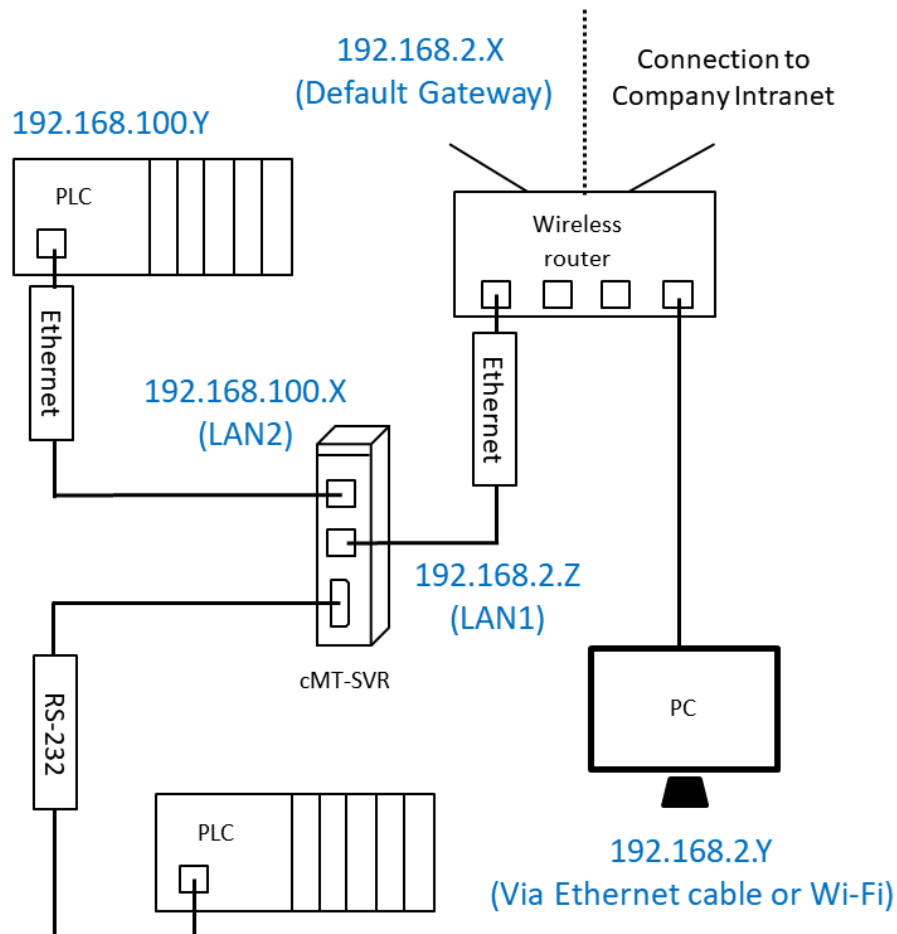 192.168.2.X
(Default Gateway)
Connection to
Company Intranet
192.168.100.Y
PLC
Wireless
router
Ethernet
Ethernet
192.168.100.X
(LAN2)
192.168.2.Z
(LAN1)
cMT-SVR
RS-232
PC
PLC
192.168.2.Y
(Via Ethernet cable or Wi-Fi)